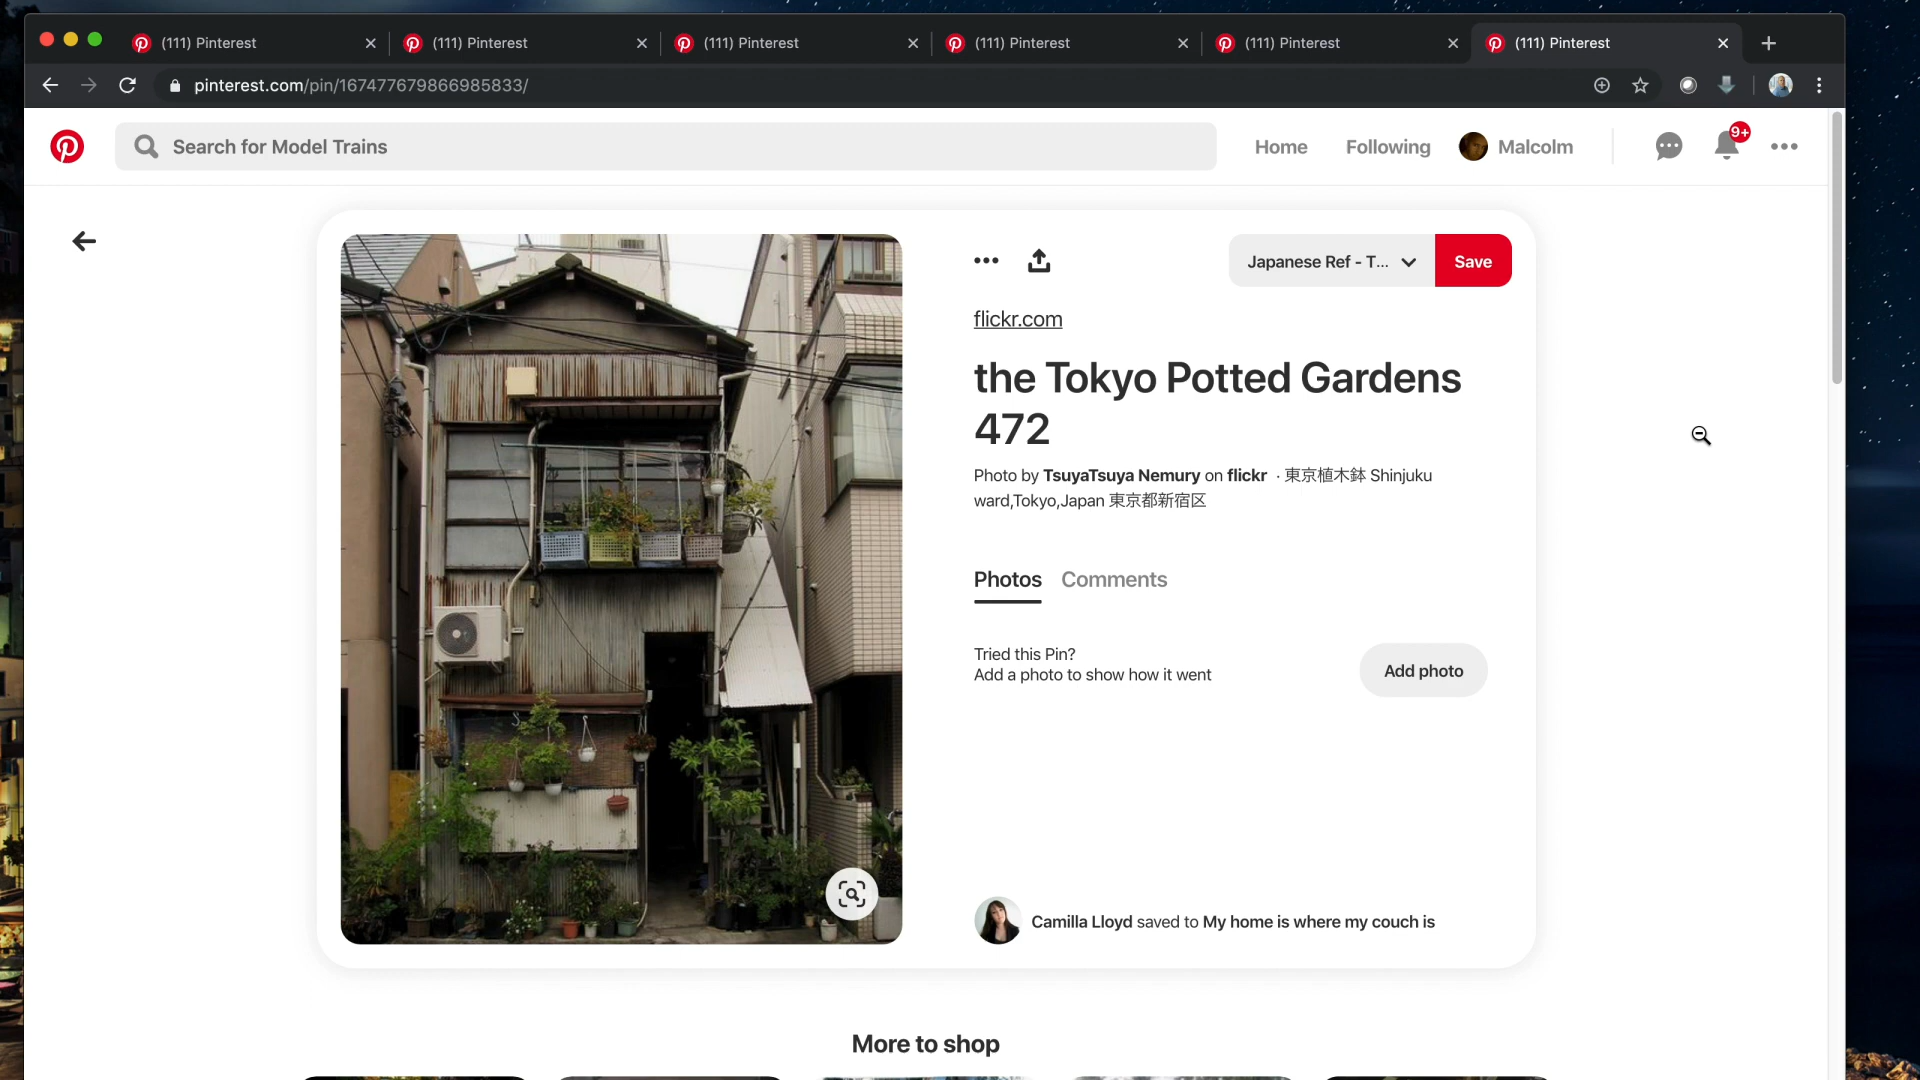 (111) Pinterest
(111) Pinterest
(111) Pinterest
(111) Pinterest
(111) Pinterest
(111) Pinterest
pinterest.com/pin/167477679866985833/
Search for Model Trains
Home
Following
Malcolm
9+
Japanese Ref - T...
Save
flickr.com
the Tokyo Potted Gardens
472
Photo by TsuyaTsuya Nemury on flickr · 東京植木鉢 Shinjuku
ward,Tokyo,Japan 東京都新宿区
Photos
Comments
Tried this Pin?
Add a photo to show how it went
Add photo
Camilla Lloyd saved to My home is where my couch is
More to shop